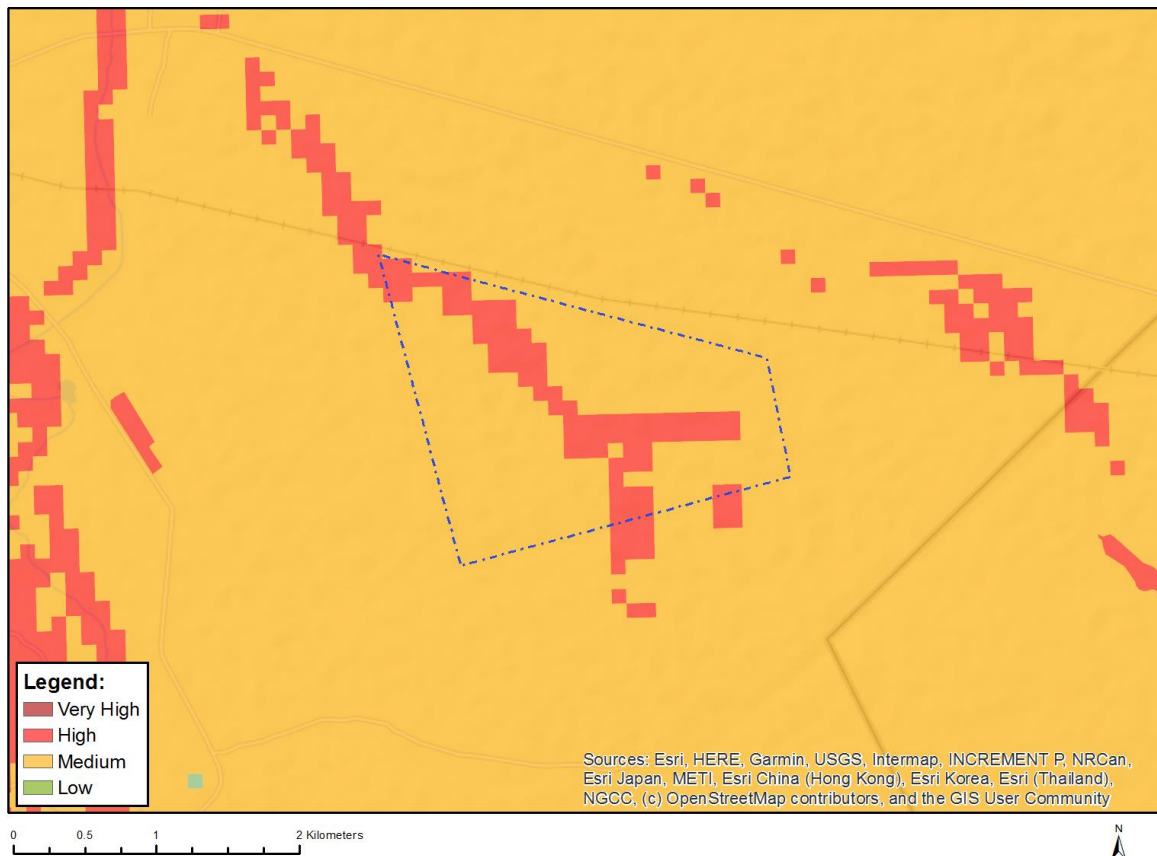 Legend:
Very High
High
Medium
Low
Sources: Esri, HERE, Garmin, USGS, Intermap, INCREMENT P, NRCan,
Esri Japan, METI, Esri China (Hong Kong), Esri Korea, Esri (Thailand),
NGCC, (c) OpenStreetMap contributors, and the GIS User Community
0 0.5 1 2 Kilometers
N